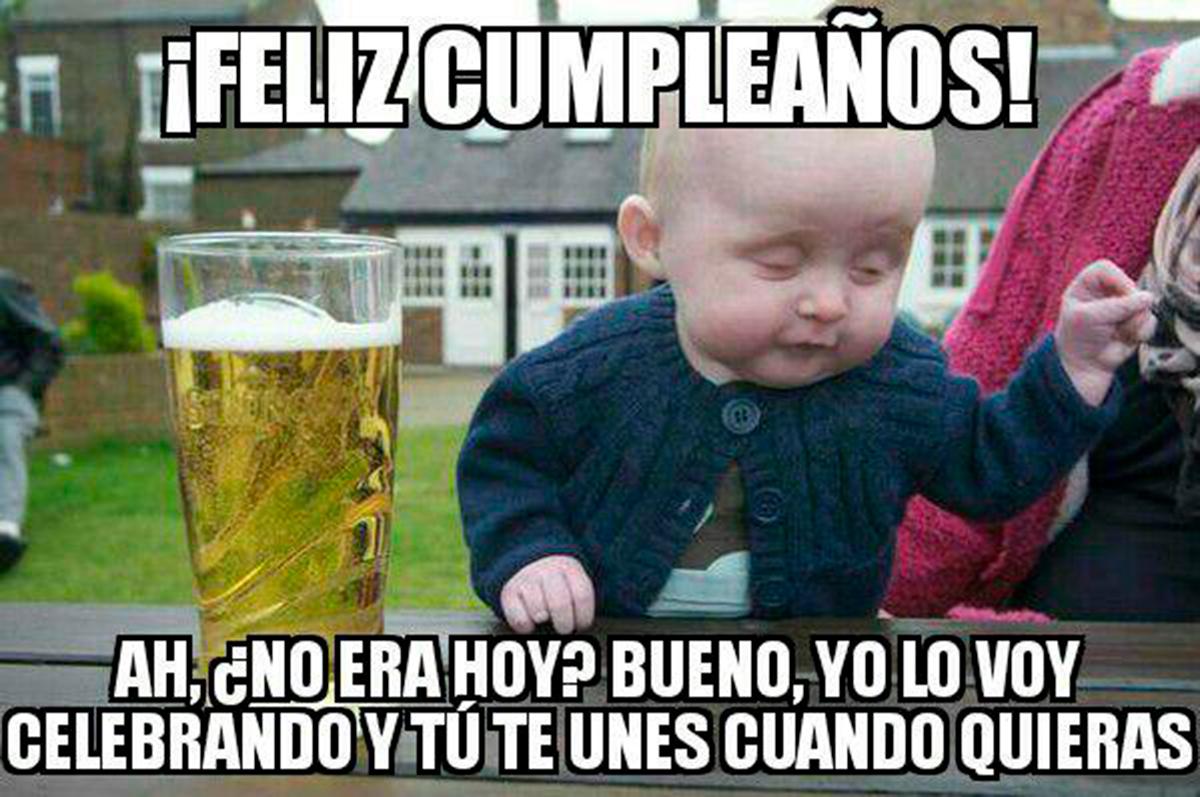 ¡FELIZ CUMPLEAÑOS!
AH, ¿NO ERA HOY? BUENO, YO LO VOY
CELEBRANDO Y TÚ TE UNES CUANDO QUIERAS